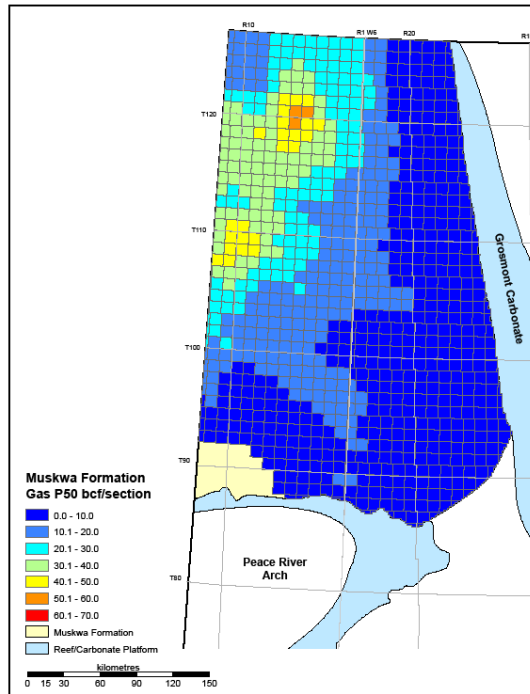 R10
R1 W6
R20
R1
T120
T110
T100
T90
T80
Grosmont Carbonate
Peace River
Arch
Muskwa Formation
Gas P50 bcf/section
0.0 - 10.0
10.1 - 20.0
20.1 - 30.0
30.1 - 40.0
40.1 - 50.0
50.1 - 60.0
60.1 - 70.0
Muskwa Formation
Reef/Carbonate Platform
kilometres
0 15 30 60 90 120 150